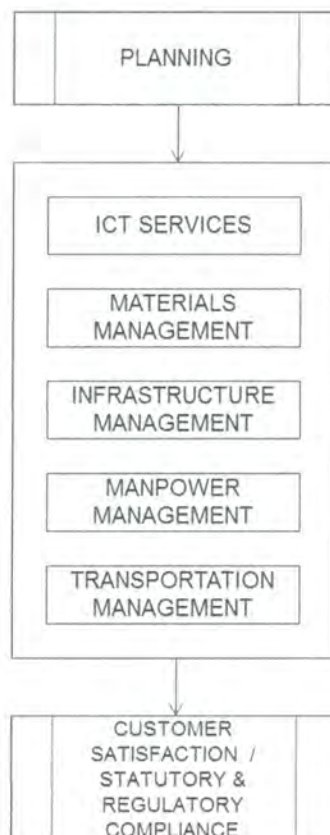 PLANNING
ICT SERVICES
MATERIALS
MANAGEMENT
INFRASTRUCTURE
MANAGEMENT
MANPOWER
MANAGEMENT
TRANSPORTATION
MANAGEMENT
CUSTOMER
SATISFACTION /
STATUTORY &
REGULATORY
COMPLIANCE